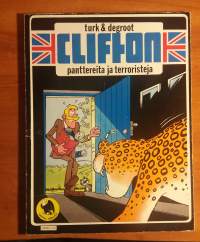 turk & degroot
CLIFTON
panttereita ja terroristeja